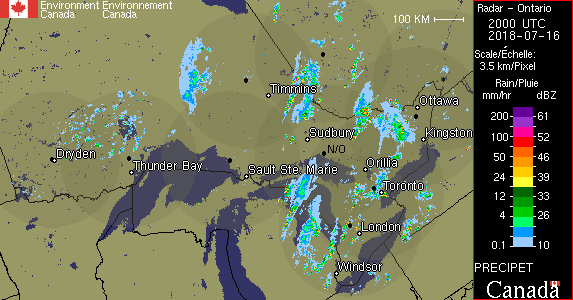 Environment Environnement
Canada Canada
100 KM
Timmins
Ottawa
Sudbury
Kingston
N/O
Dryden
Thunder Bay
Sault Ste. Marie
Orillia
Toronto
London
Windsor
Radar - Ontario
2000 UTC
2018-07-16
Scale/Échelle:
3.5 km/Pixel
Rain/Pluie
mm/hr dBZ
200 61
100 52
50 46
24 39
12 33
4 26
0.1 10
PRECIPET
Canada